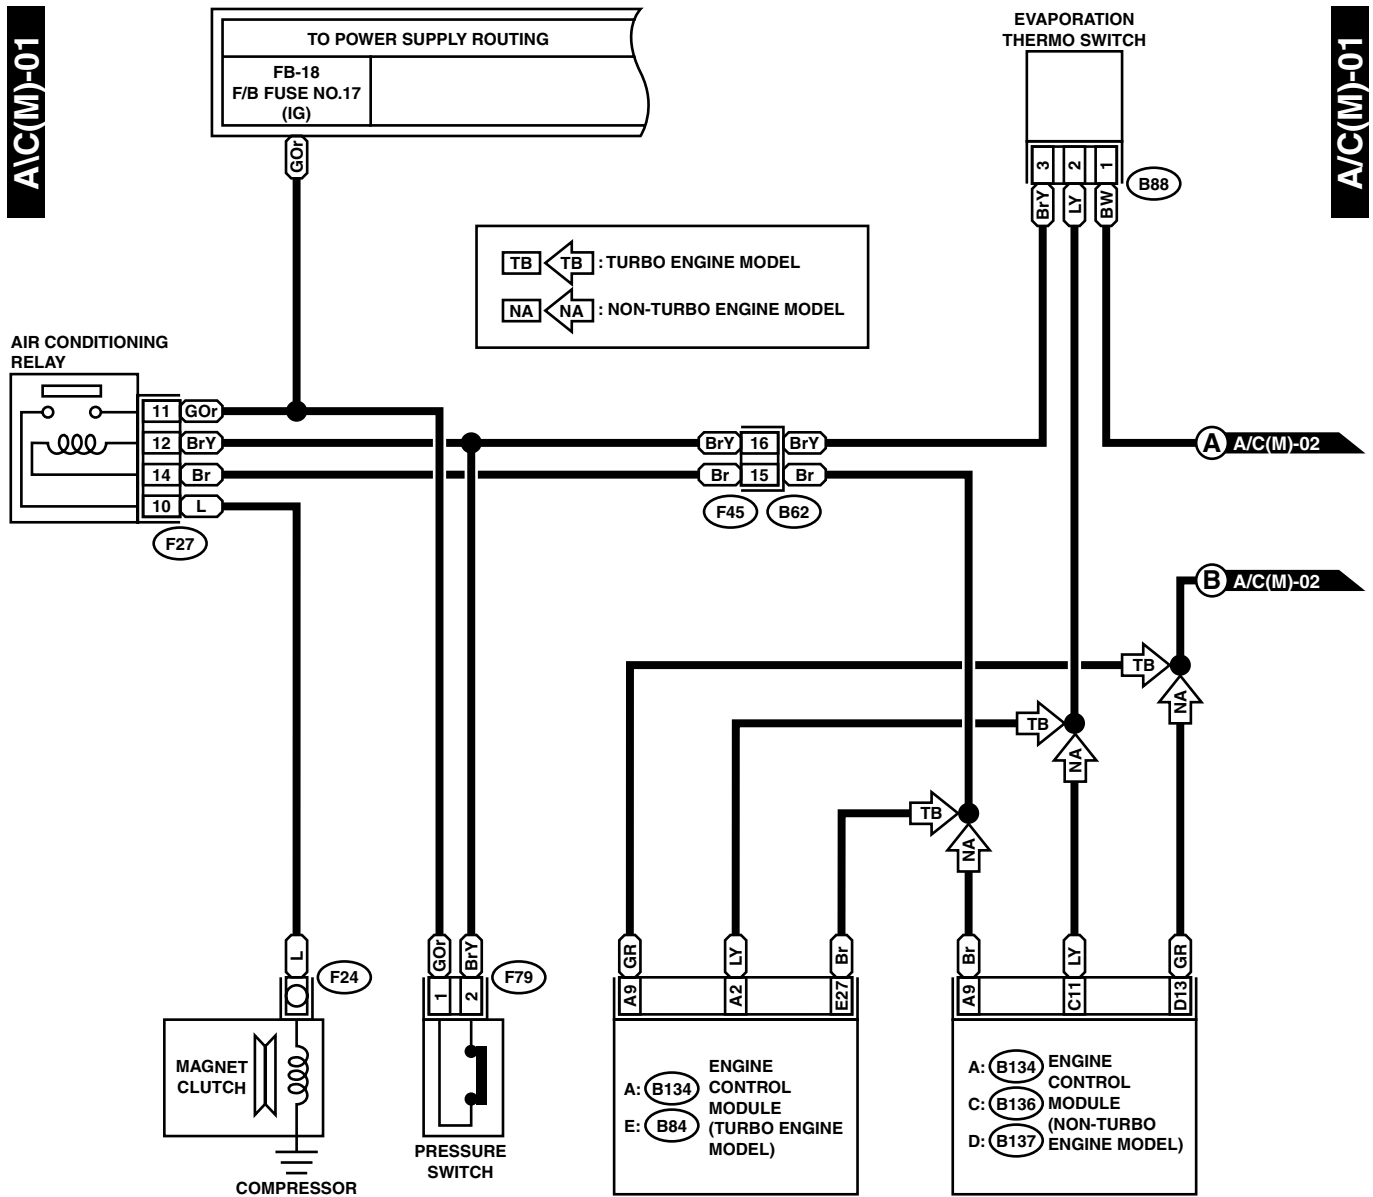 A\C(M)-01
A/C(M)-01
TO POWER SUPPLY ROUTING
FB-18
F/B FUSE NO.17
(IG)
GOr
EVAPORATION
THERMO SWITCH
3
2
1
B88
BrY
LY
BW
TB
TB
: TURBO ENGINE MODEL
NA
NA
: NON-TURBO ENGINE MODEL
AIR CONDITIONING
RELAY
11
GOr
12
BrY
14
Br
10
L
F27
BrY
16
BrY
Br
15
Br
F45
B62
A
A/C(M)-02
B
A/C(M)-02
TB
NA
TB
NA
TB
NA
L
F24
GOr
BrY
1
2
F79
GR
LY
Br
A9
A2
E27
Br
LY
GR
A9
C11
D13
MAGNET
CLUTCH
COMPRESSOR
PRESSURE
SWITCH
A: B134
E: B84
ENGINE
CONTROL
MODULE
(TURBO ENGINE
MODEL)
A: B134
C: B136
D: B137
ENGINE
CONTROL
MODULE
(NON-TURBO
ENGINE MODEL)